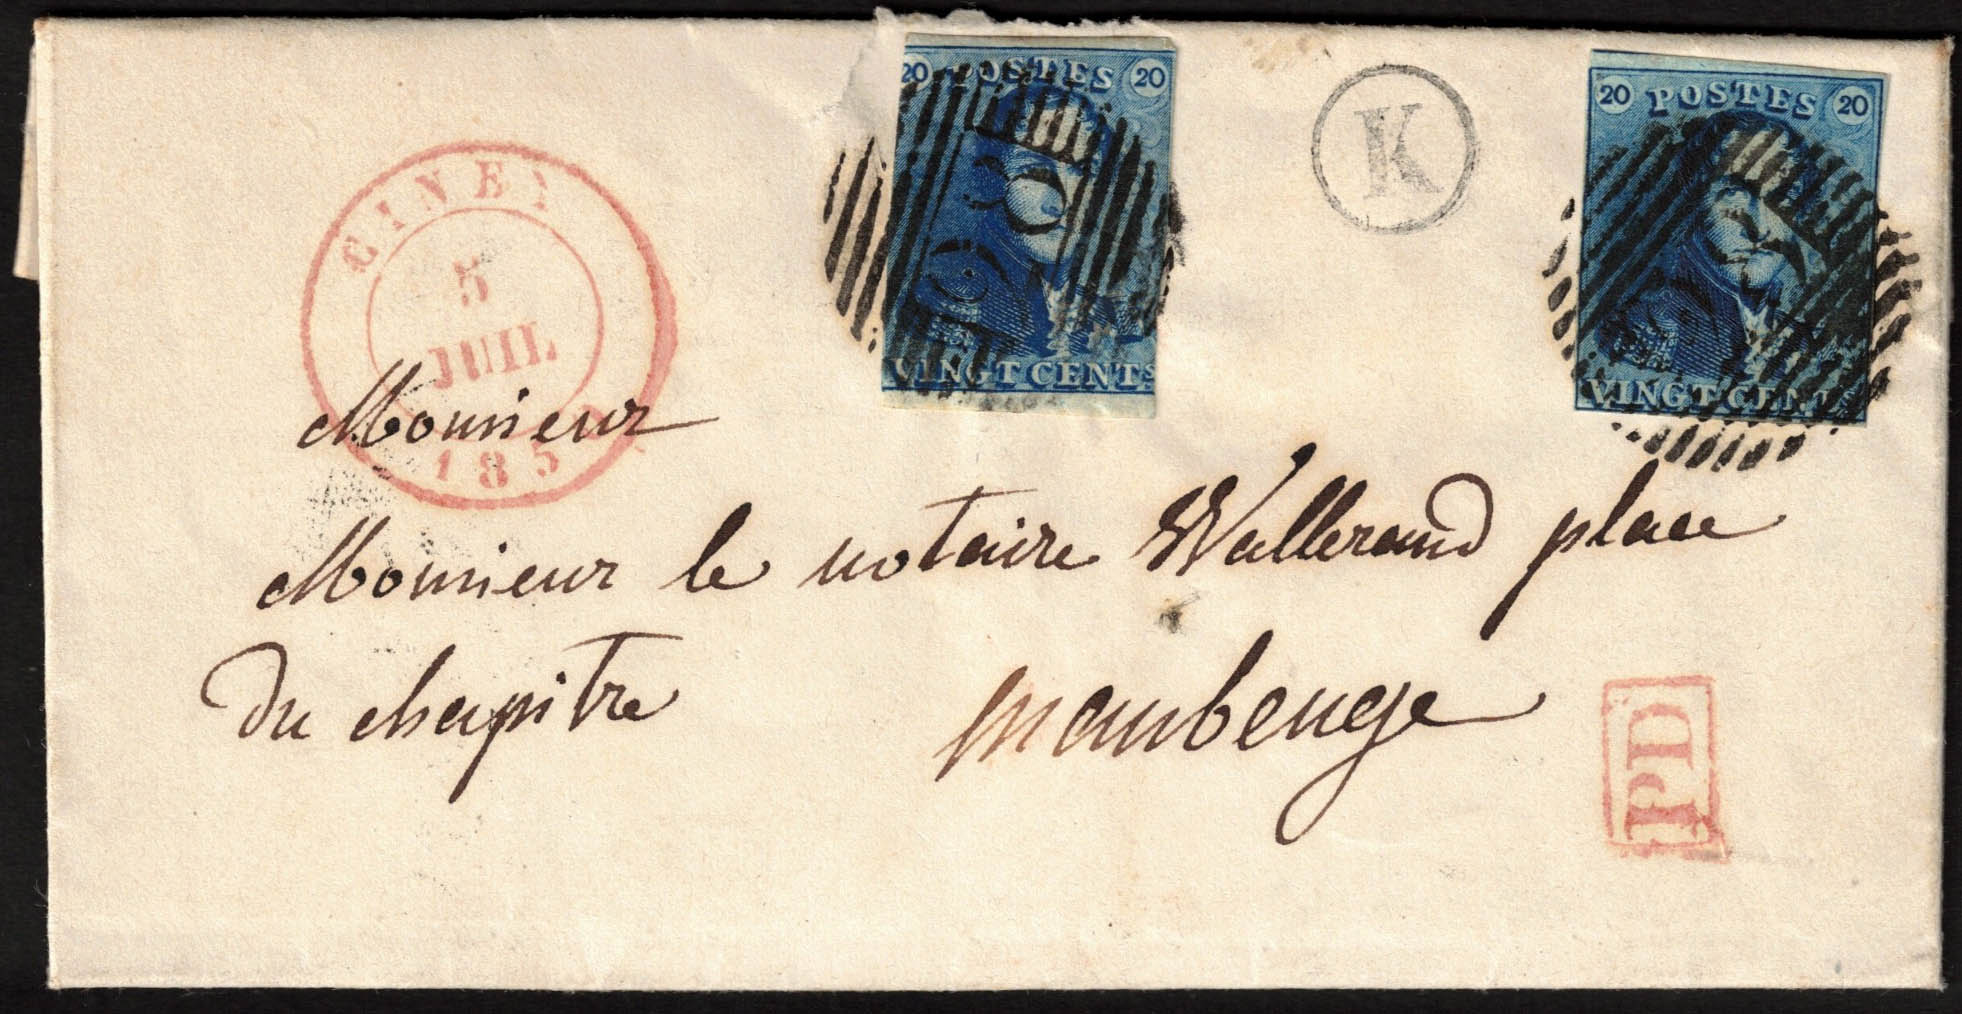 20 POSTES 20
VINGT CENTS
K
20 POSTES 20
VINGT CENTS
CINEY
5
JUIL
185
Monsieur
Monsieur le notaire Wallerand place
Du chapitre maubeuge
PD